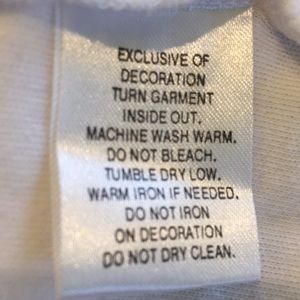 EXCLUSIVE OF
DECORATION
TURN GARMENT
INSIDE OUT.
MACHINE WASH WARM.
DO NOT BLEACH.
TUMBLE DRY LOW.
WARM IRON IF NEEDED.
DO NOT IRON
ON DECORATION
DO NOT DRY CLEAN.